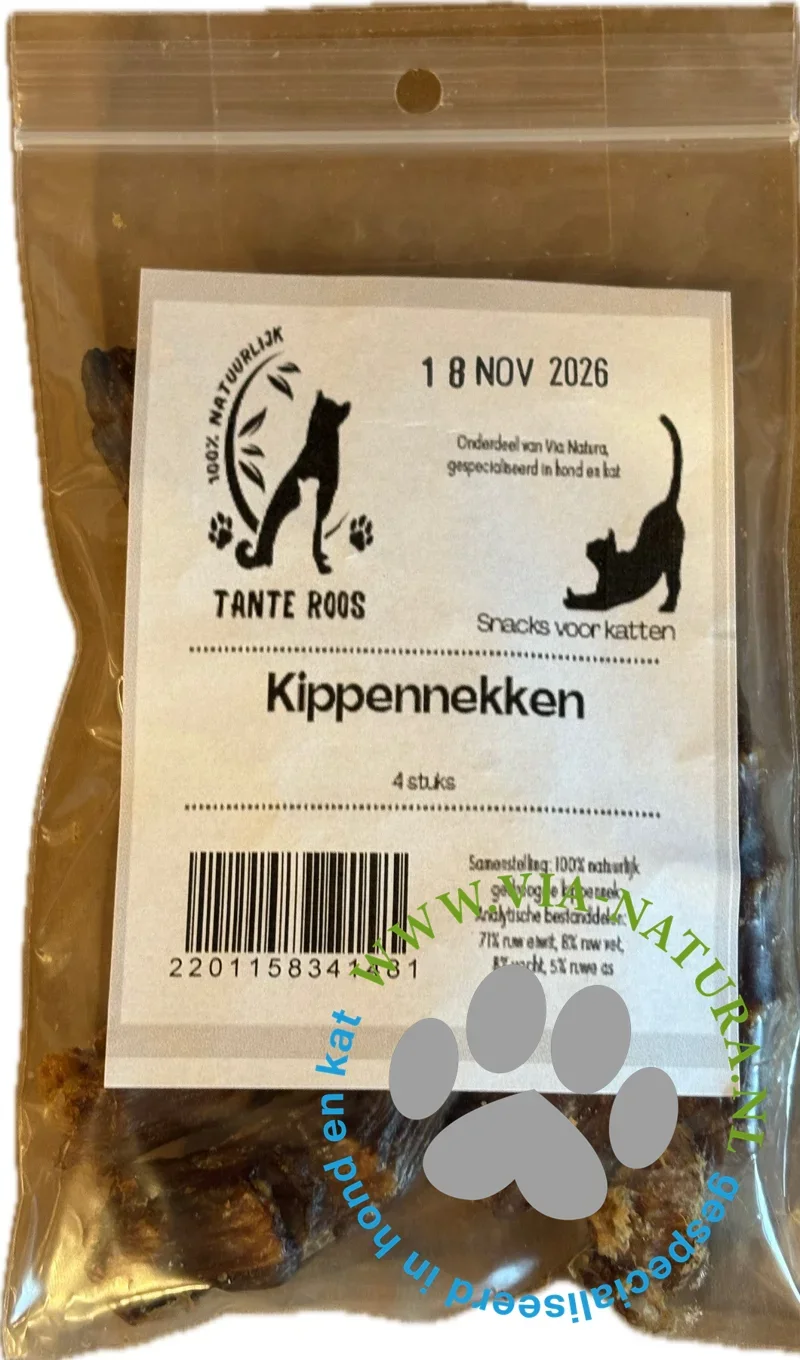 100% NATUURLIJK
TANTE ROOS
18 NOV 2026
Onderdeel van Via Natura,
gespecialiseerd in hond en kat
Snacks voor katten
Kippennekken
4 stuks
Samenstelling: 100% natuurlijk
Analytische bestanddelen:
71% ruw eiwit, 8% ruw vet,
8% vocht, 5% ruwe as
WWW.VIA-NATURA.NL
gespecialiseerd in hond en kat